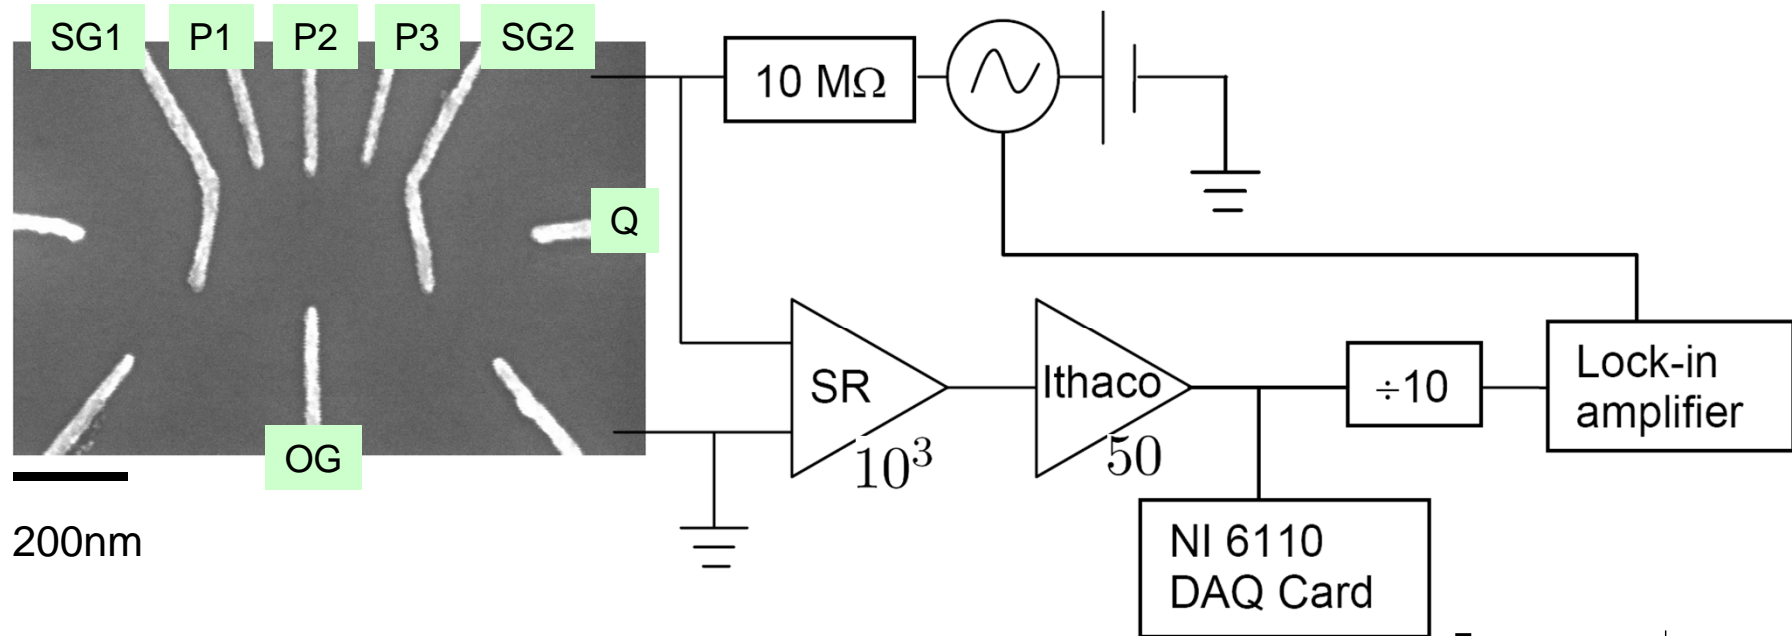 SG1
P1
P2
P3
SG2
10 MΩ
Q
SR
10³
Ithaco
50
÷10
Lock-in
amplifier
OG
200nm
NI 6110
DAQ Card